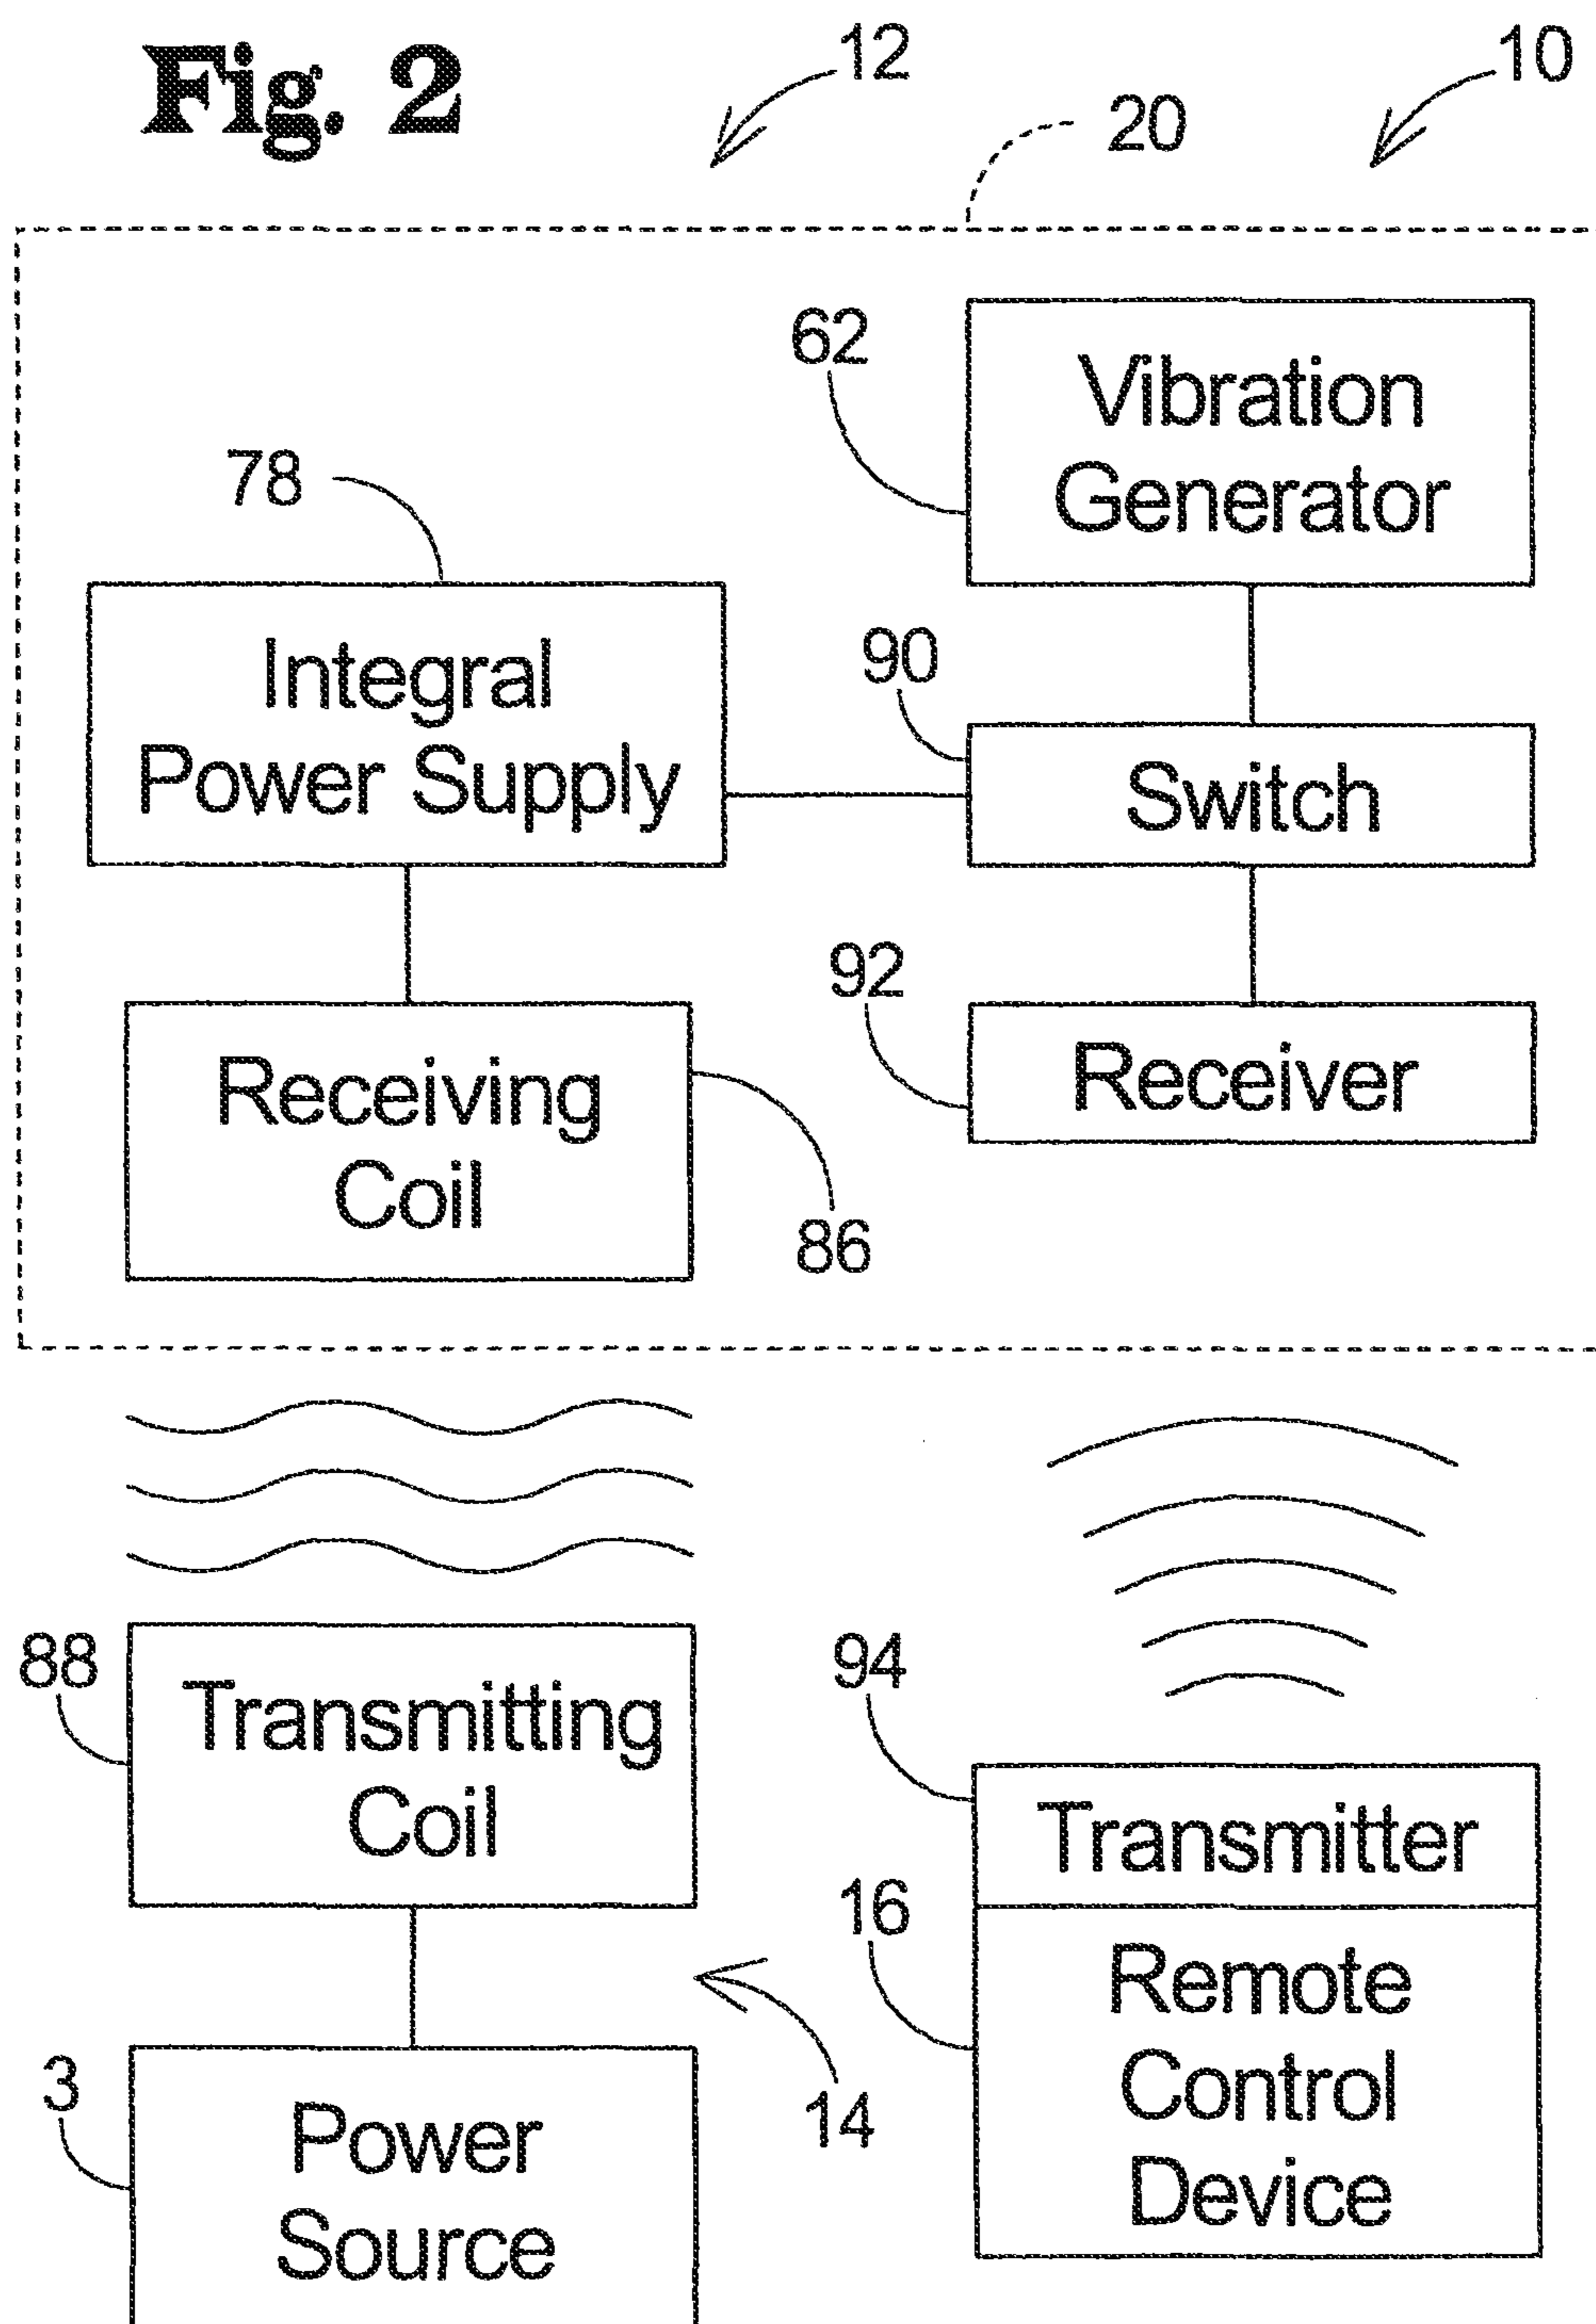 Fig. 2
12
10
20
62
Vibration
Generator
78
Integral
Power Supply
90
Switch
92
Receiver
Receiving
Coil
86
88
Transmitting
Coil
94
Transmitter
16
Remote
Control
Device
14
3
Power
Source